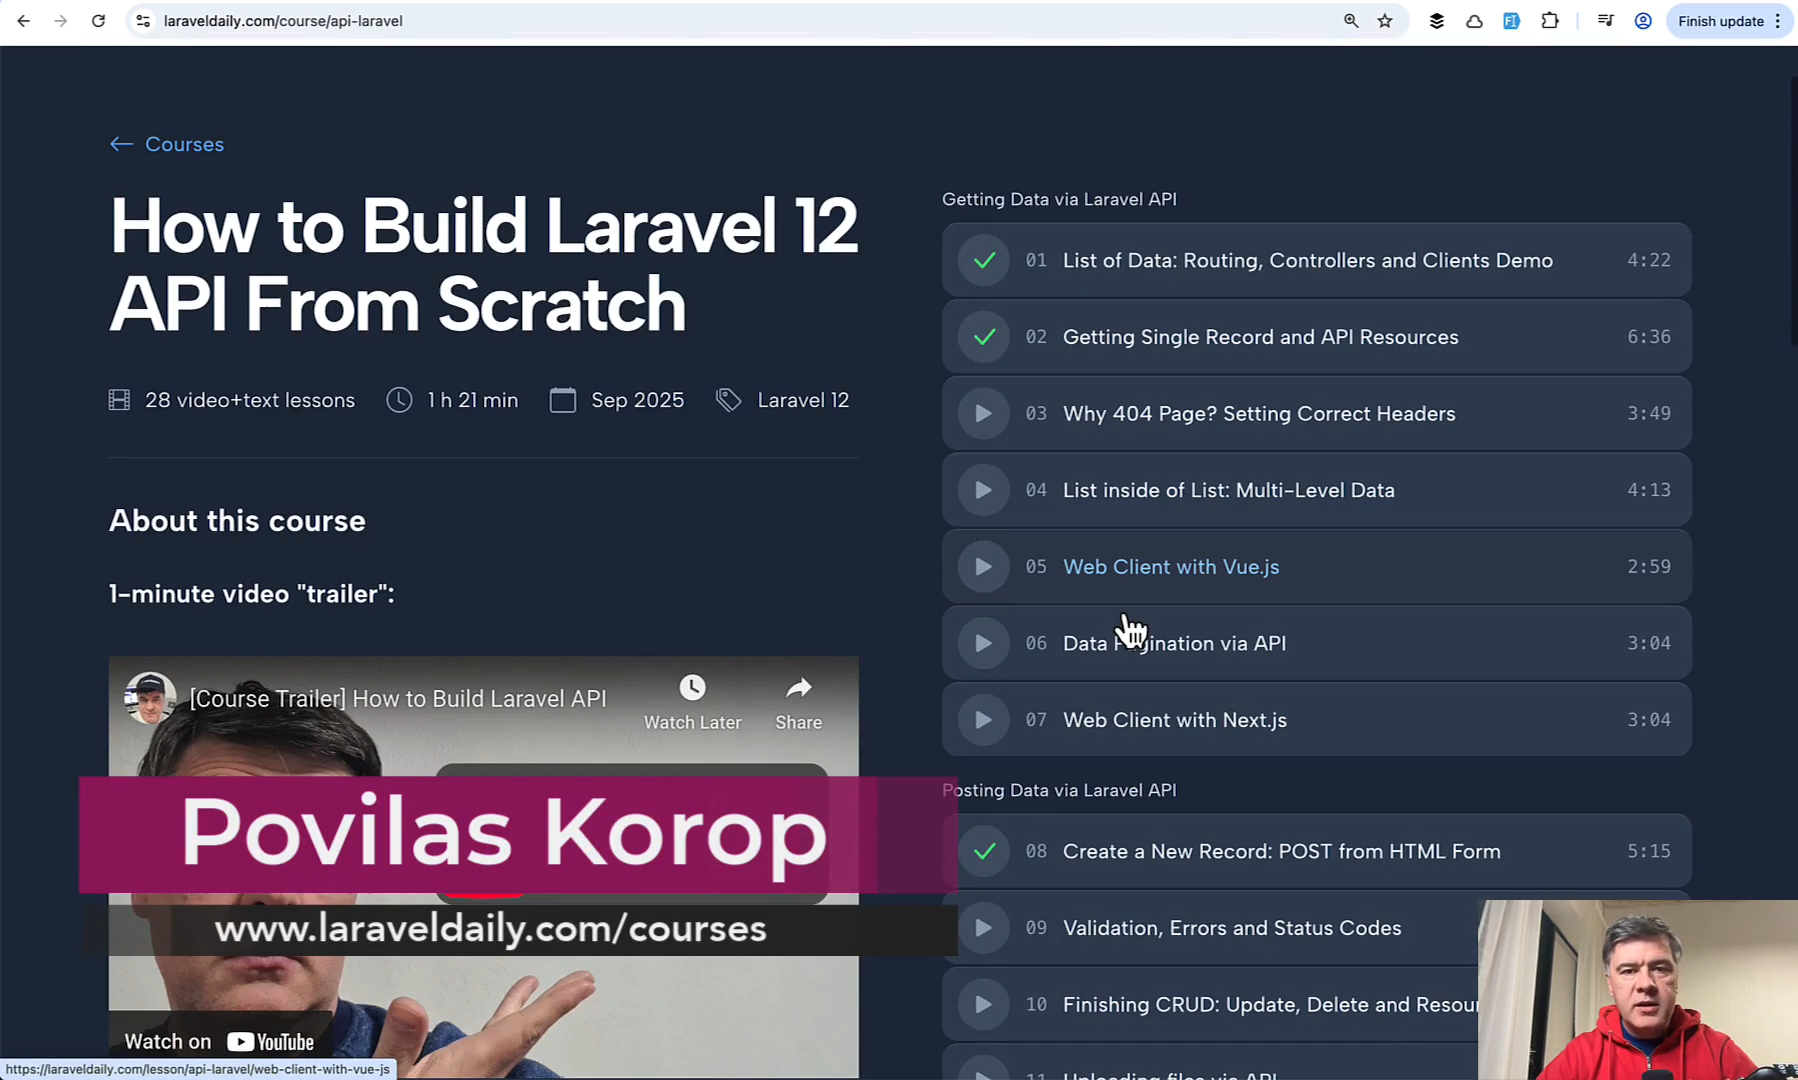 laraveldaily.com/course/api-laravel
Finish update
Courses
How to Build Laravel 12
API From Scratch
28 video+text lessons
1 h 21 min
Sep 2025
Laravel 12
About this course
1-minute video "trailer":
[Course Trailer] How to Build Laravel API
Watch Later
Share
Povilas Korop
www.laraveldaily.com/courses
Watch on YouTube
https://laraveldaily.com/lesson/api-laravel/web-client-with-vue-js
Getting Data via Laravel API
01 List of Data: Routing, Controllers and Clients Demo 4:22
02 Getting Single Record and API Resources 6:36
03 Why 404 Page? Setting Correct Headers 3:49
04 List inside of List: Multi-Level Data 4:13
05 Web Client with Vue.js 2:59
06 Data Pagination via API 3:04
07 Web Client with Next.js 3:04
Posting Data via Laravel API
08 Create a New Record: POST from HTML Form 5:15
09 Validation, Errors and Status Codes
10 Finishing CRUD: Update, Delete and Resou
11 Uploading files via API